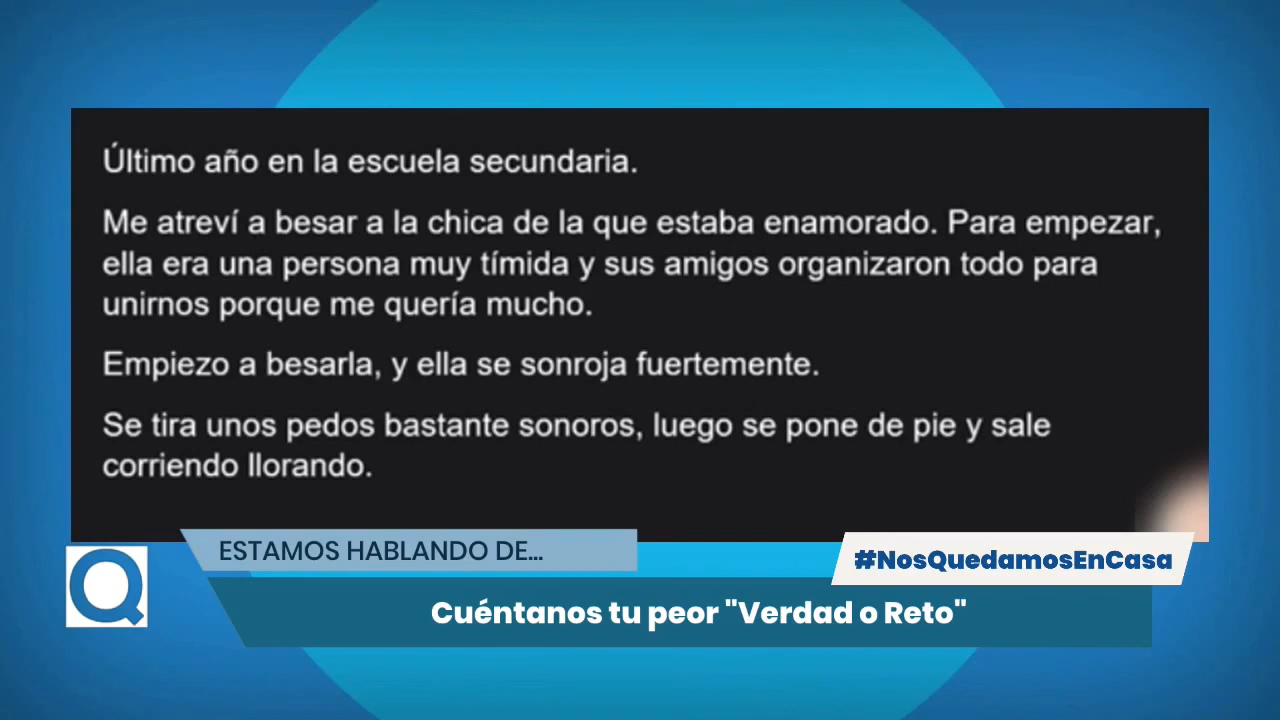 Último año en la escuela secundaria.
Me atreví a besar a la chica de la que estaba enamorado. Para empezar,
ella era una persona muy tímida y sus amigos organizaron todo para
unirnos porque me quería mucho.
Empiezo a besarla, y ella se sonroja fuertemente.
Se tira unos pedos bastante sonoros, luego se pone de pie y sale
corriendo llorando.
ESTAMOS HABLANDO DE...
#NosQuedamosEnCasa
Q
Cuéntanos tu peor "Verdad o Reto"